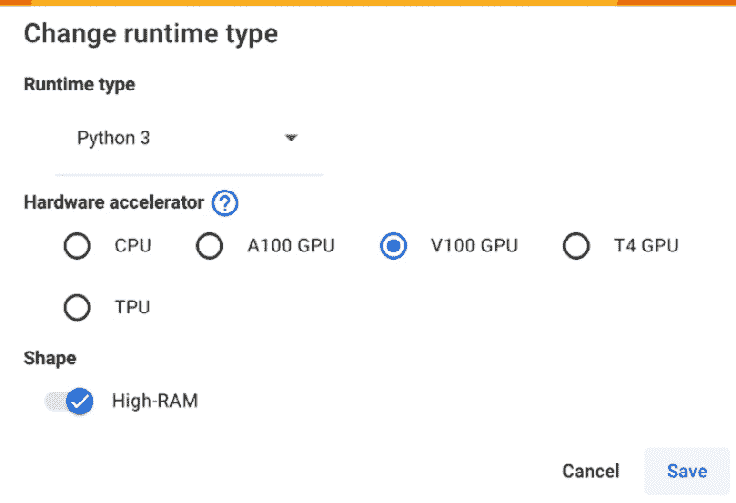 Change runtime type
Runtime type
Python 3
Hardware accelerator ?
CPU A100 GPU V100 GPU T4 GPU
TPU
Shape
High-RAM
Cancel Save